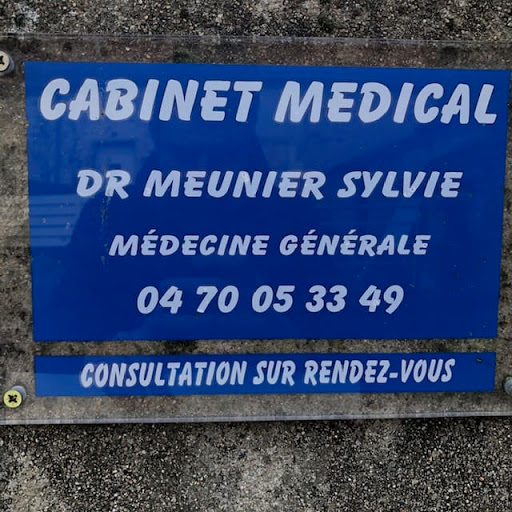 CABINET MEDICAL
DR MEUNIER SYLVIE
MÉDECINE GÉNÉRALE
04 70 05 33 49
CONSULTATION SUR RENDEZ-VOUS